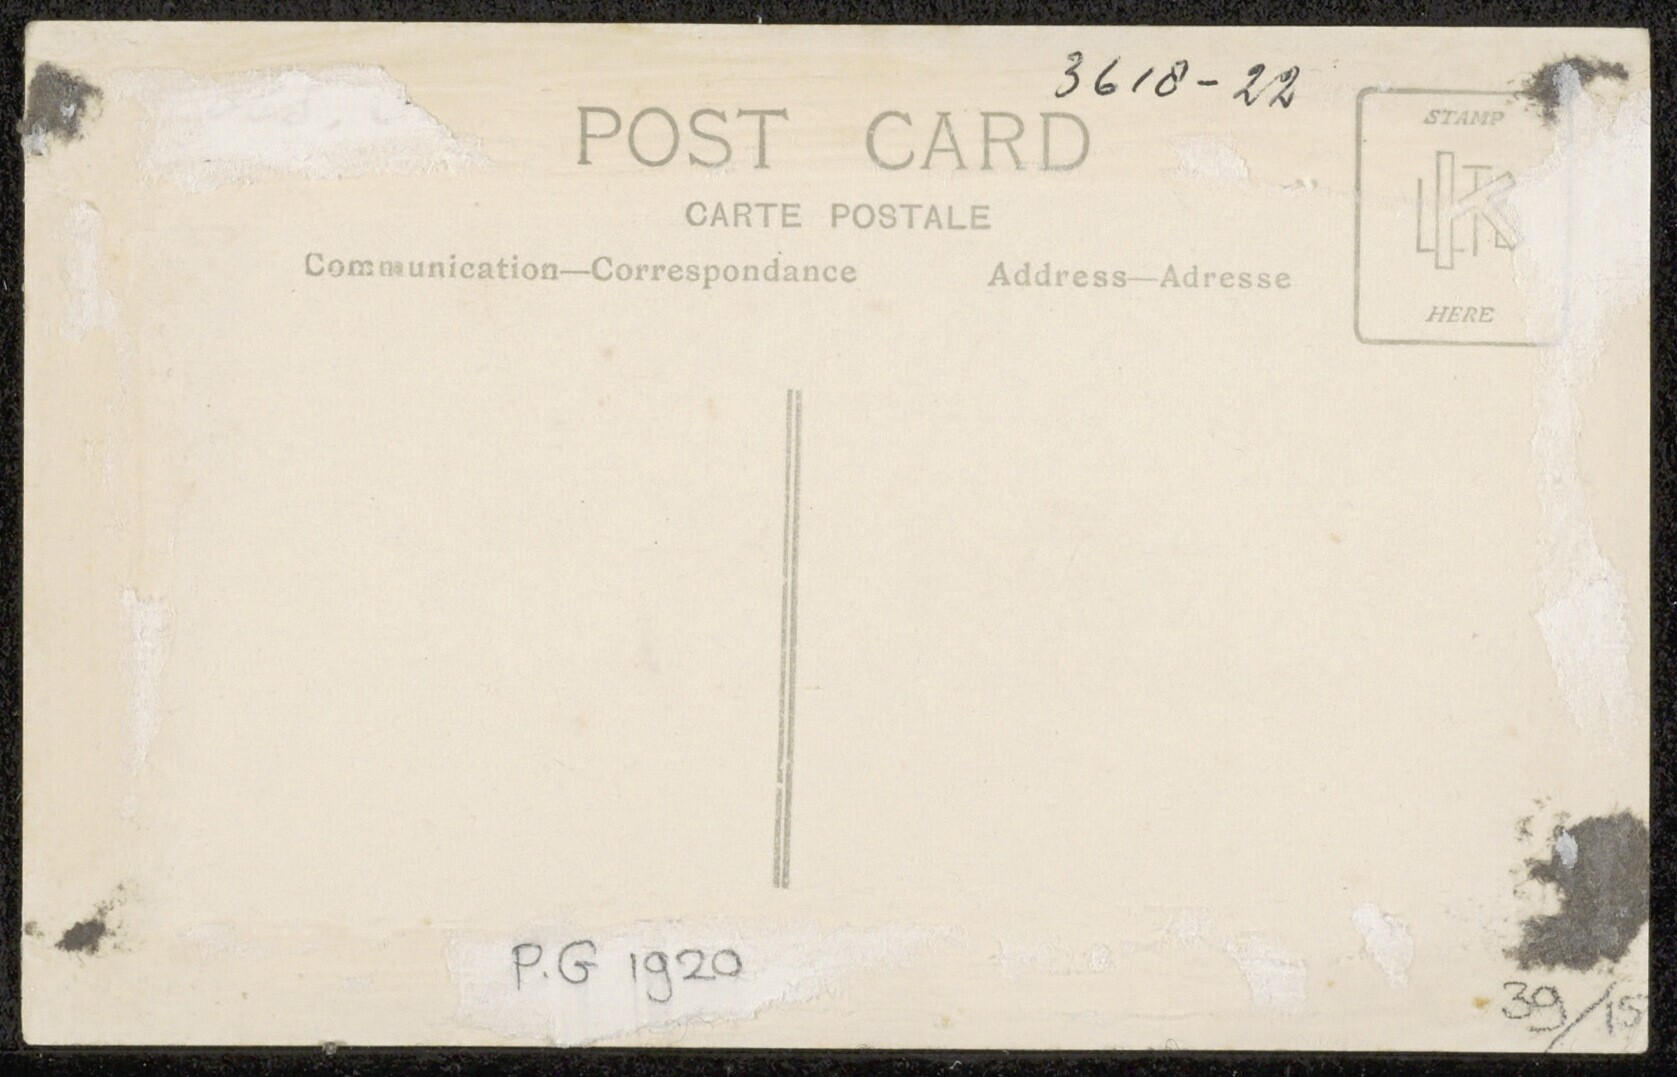 3618-22
POST CARD
STAMP
CARTE POSTALE
Communication—Correspondance
Address—Adresse
HERE
P.G 1920
39/15